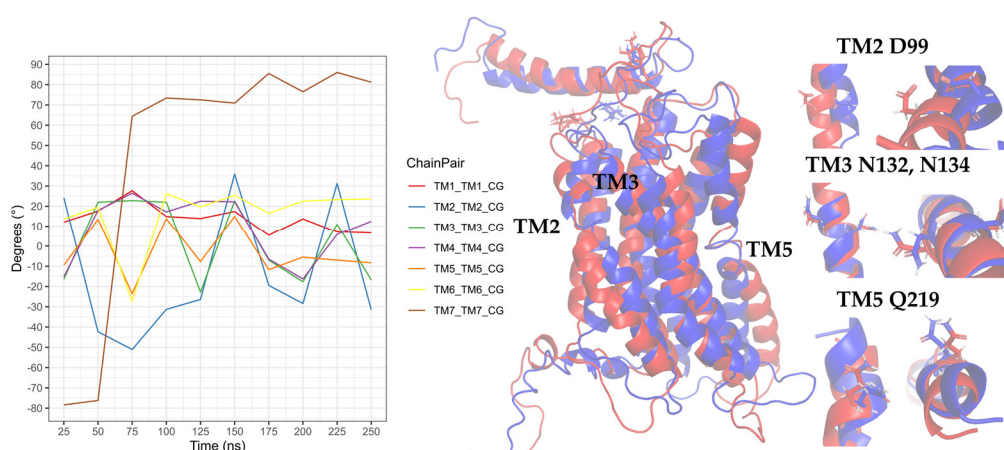 90
80
70
60
50
40
30
20
10
0
-10
-20
-30
-40
-50
-60
-70
-80
Degrees (°)
25 50 75 100 125 150 175 200 225 250
Time (ns)
ChainPair
TM1_TM1_CG
TM2_TM2_CG
TM3_TM3_CG
TM4_TM4_CG
TM5_TM5_CG
TM6_TM6_CG
TM7_TM7_CG
TM3
TM2
TM5
TM2 D99
TM3 N132, N134
TM5 Q219